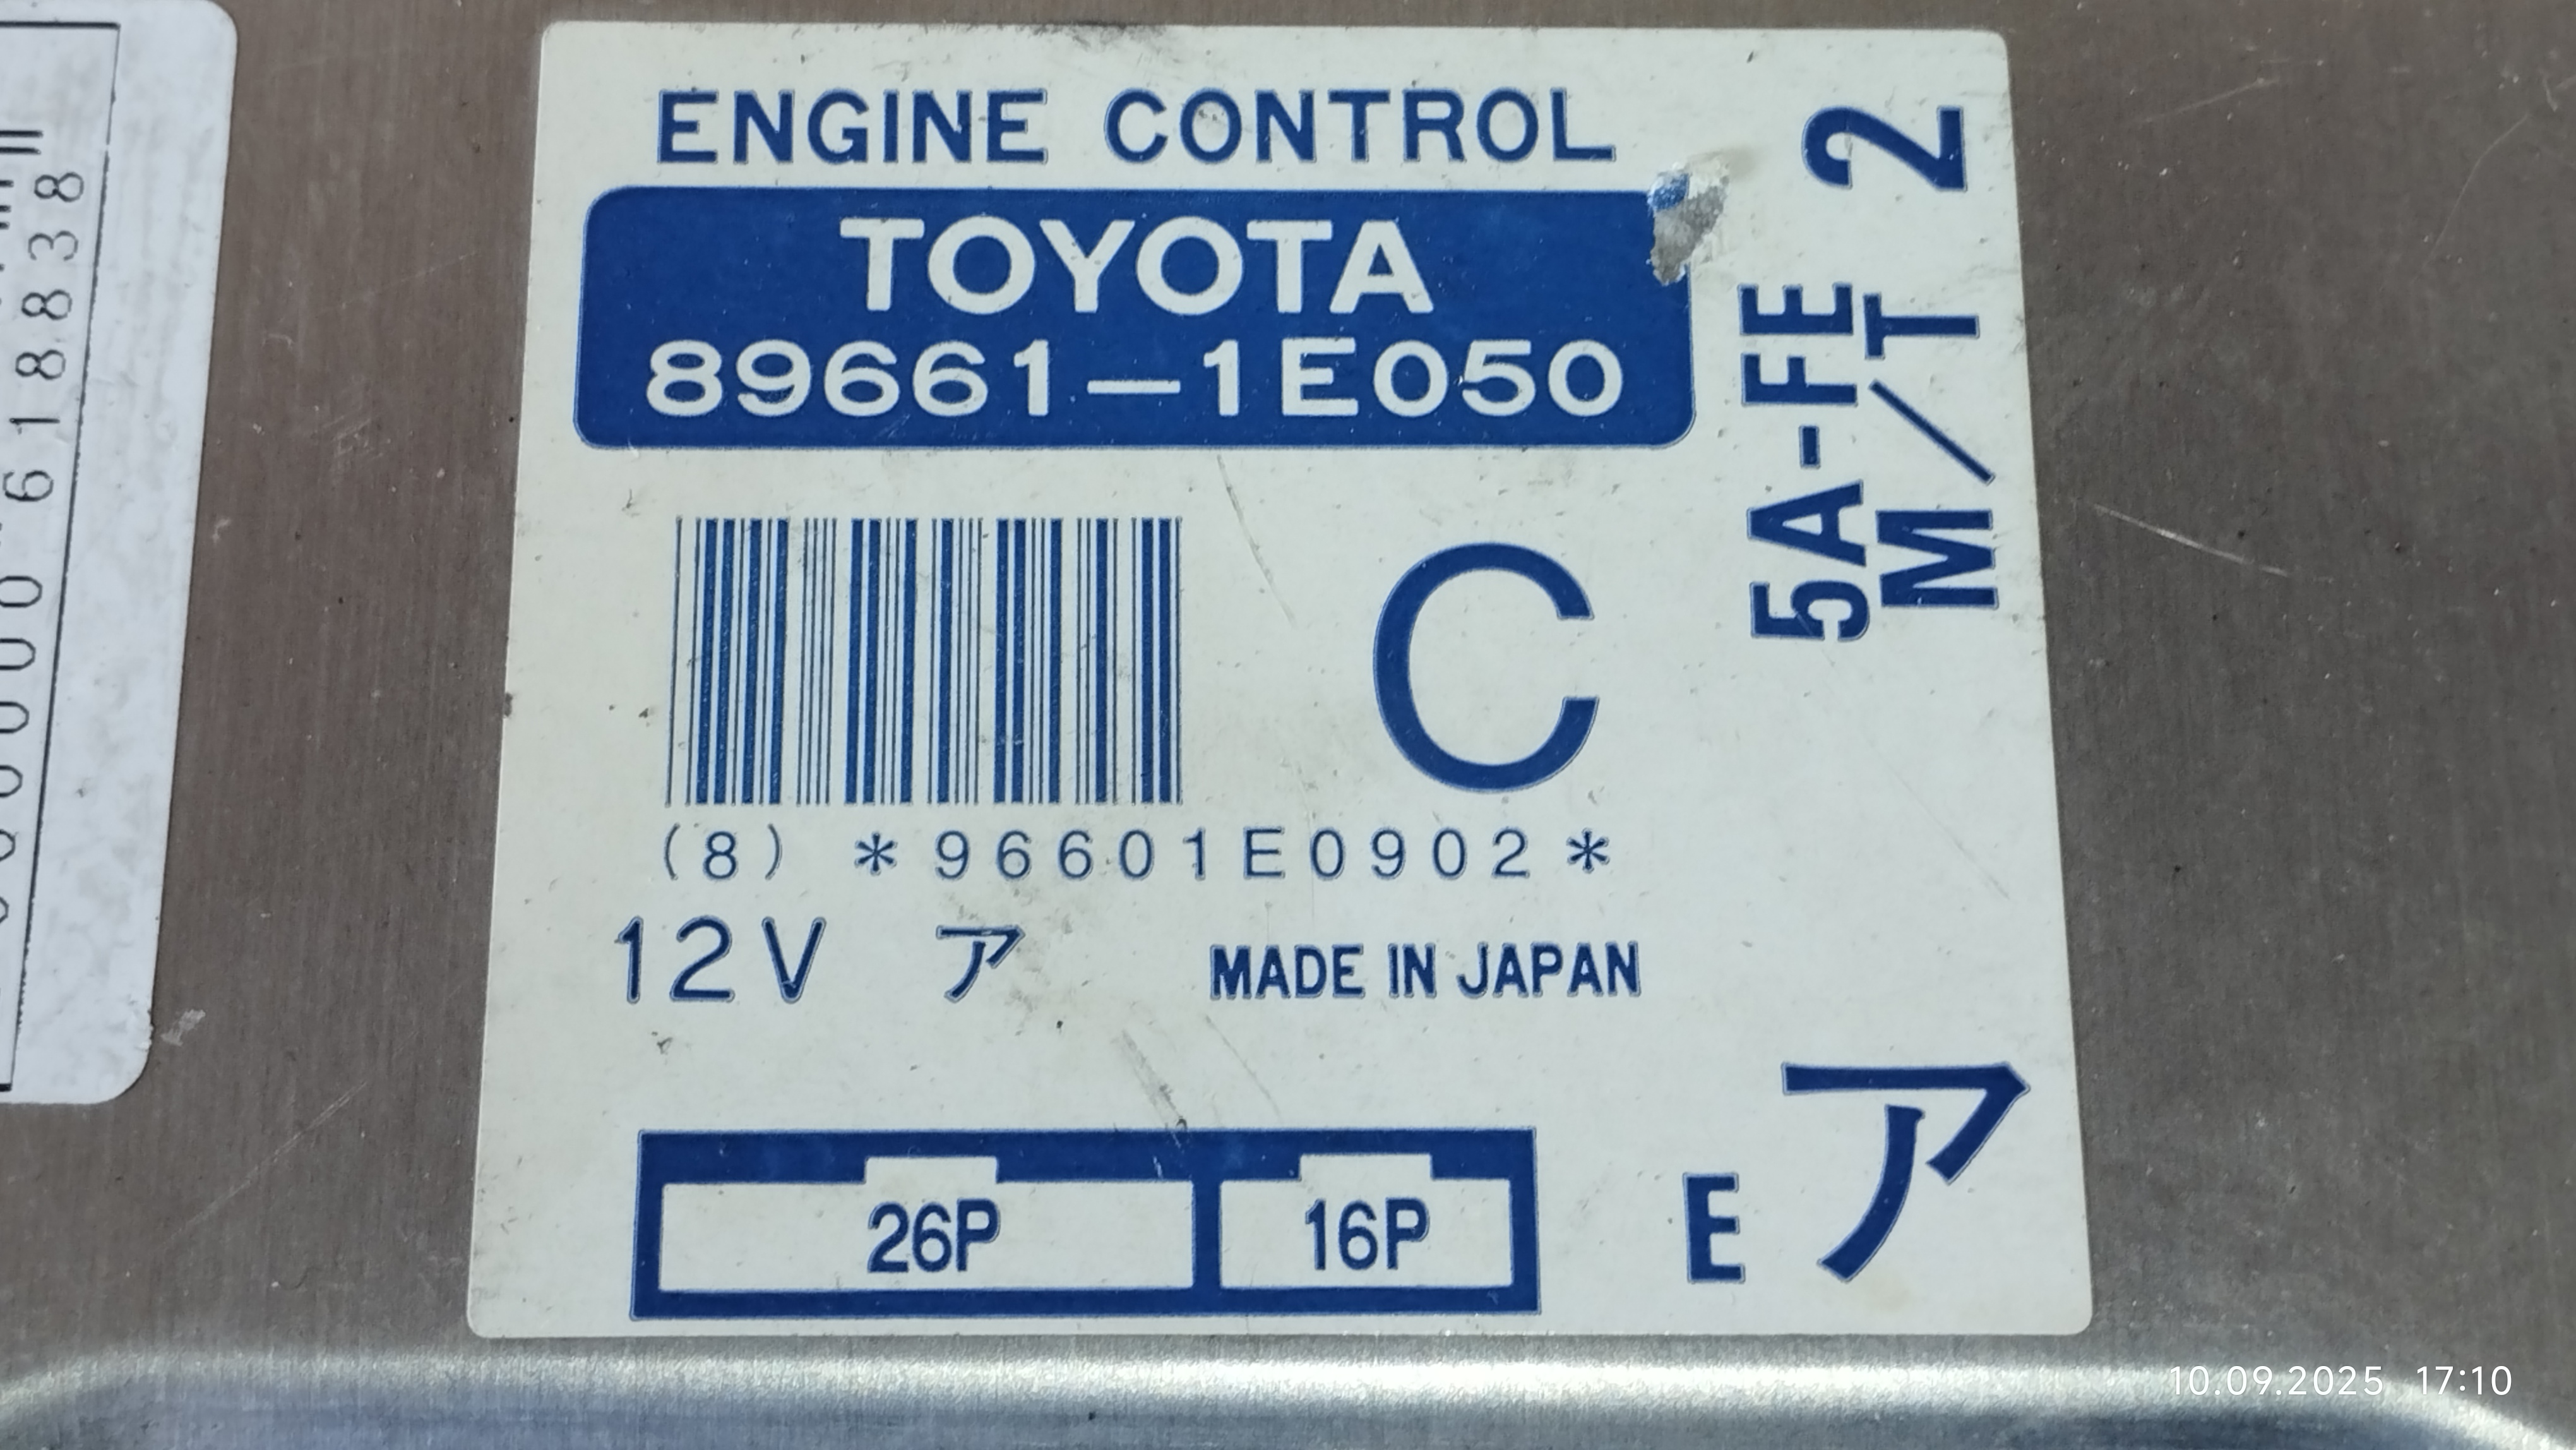 ENGINE CONTROL
TOYOTA
89661-1E050
5A-FE 2
M/T
C
(8) *96601E0902*
12V ア MADE IN JAPAN
26P 16P
E ア
6188838
10.09.2025 17:10